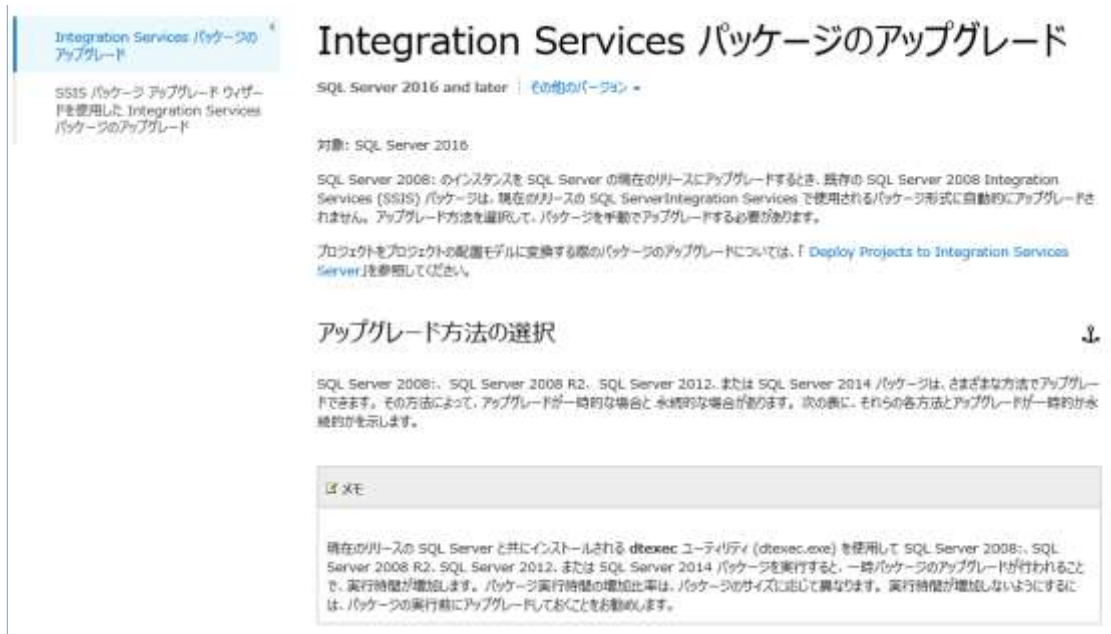 Integration Services パッケージの
アップグレード
SSIS パッケージ アップグレード ウィザー
ドを使用した Integration Services
パッケージのアップグレード
Integration Services パッケージのアップグレード
SQL Server 2016 and later | その他のバージョン
対象: SQL Server 2016
SQL Server 2008: のインスタンスを SQL Server の現在のリリースにアップグレードするとき、既存の SQL Server 2008 Integration
Services (SSIS) パッケージは、現在のリリースの SQL ServerIntegration Services で使用されるパッケージ形式に自動的にアップグレードさ
れません。アップグレード方法を選択して、パッケージを手動でアップグレードする必要があります。
プロジェクトをプロジェクトの配置モデルに変換する際のパッケージのアップグレードについては、「 Deploy Projects to Integration Services
Server」を参照してください。
アップグレード方法の選択
SQL Server 2008:、SQL Server 2008 R2、SQL Server 2012、または SQL Server 2014 パッケージは、さまざまな方法でアップグレー
ドできます。その方法によって、アップグレードが一時的な場合と 永続的な場合があります。次の表に、それらの各方法とアップグレードが一時的か永
続的かを示します。
メモ
現在のリリースの SQL Server と共にインストールされる dtexec ユーティリティ (dtexec.exe) を使用して SQL Server 2008:、SQL
Server 2008 R2、SQL Server 2012、または SQL Server 2014 パッケージを実行すると、一時パッケージのアップグレードが行われること
で、実行時間が増加します。パッケージ実行時間の増加比率は、パッケージのサイズに応じて異なります。実行時間が増加しないようにするに
は、パッケージの実行前にアップグレードしておくことをお勧めします。